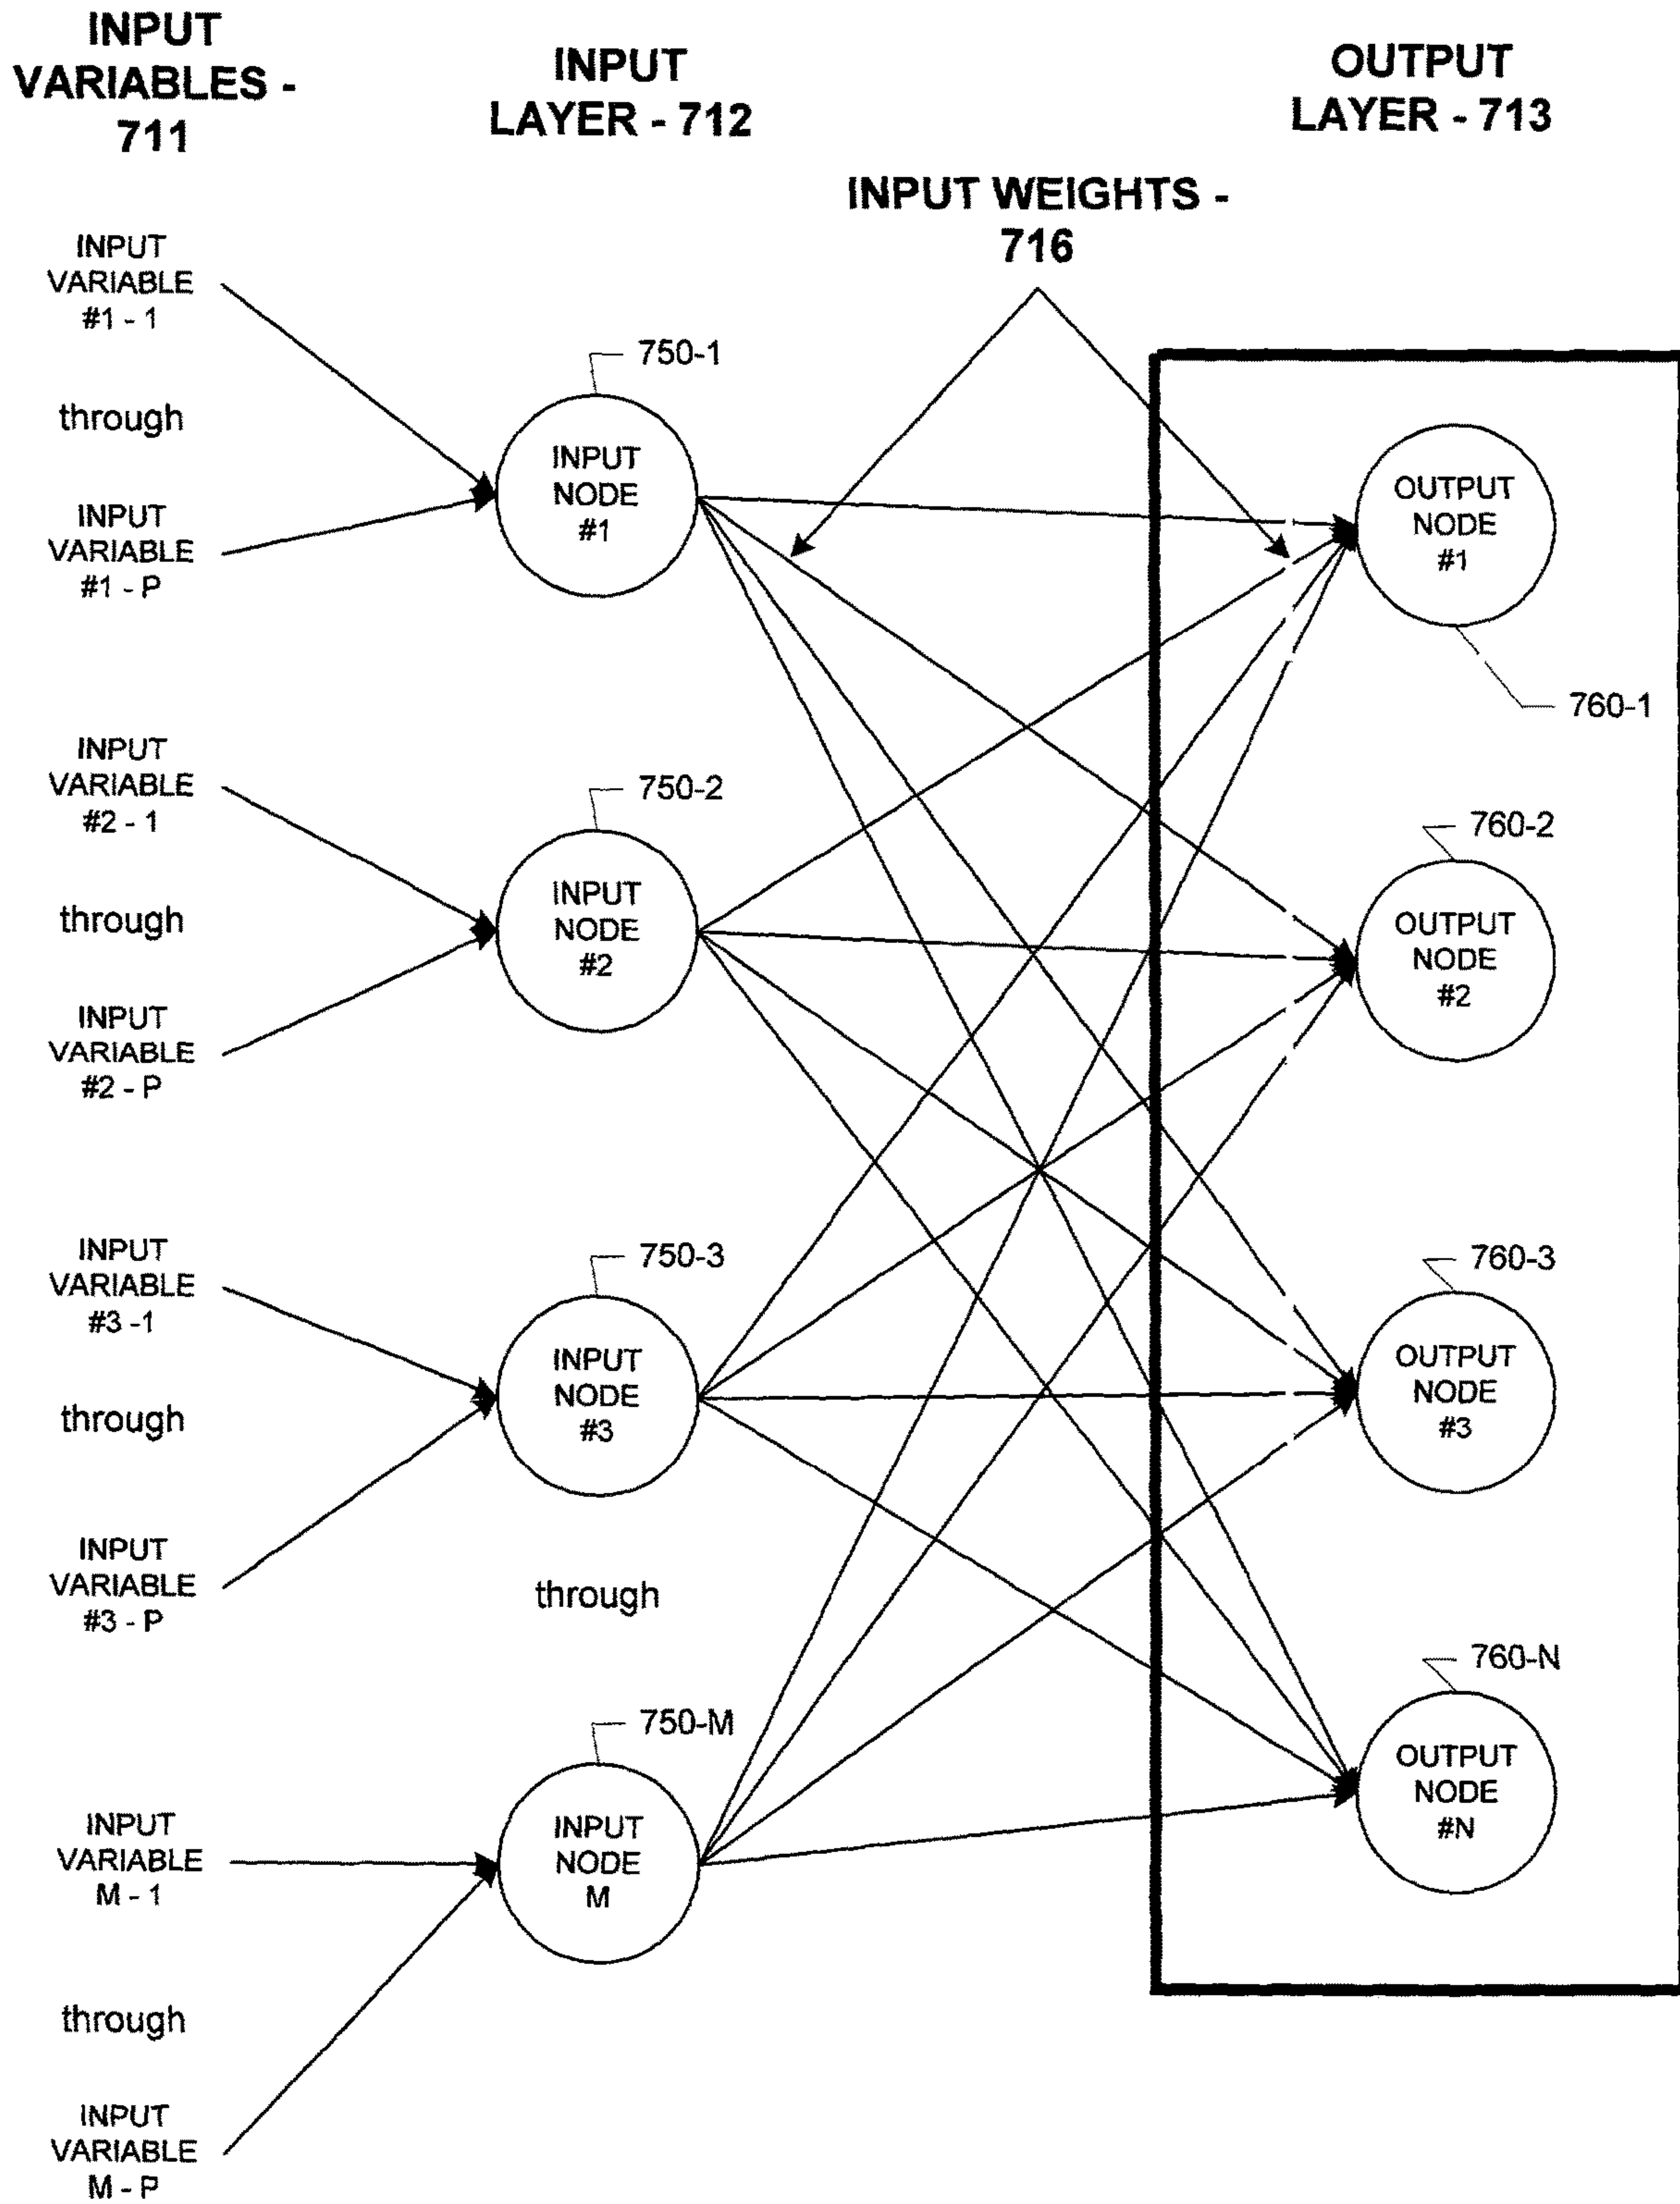 INPUT
VARIABLES -
711
INPUT
LAYER - 712
OUTPUT
LAYER - 713
INPUT WEIGHTS -
716
INPUT
VARIABLE
#1 - 1
through
INPUT
VARIABLE
#1 - P
INPUT
VARIABLE
#2 - 1
through
INPUT
VARIABLE
#2 - P
INPUT
VARIABLE
#3 -1
through
INPUT
VARIABLE
#3 - P
INPUT
VARIABLE
M - 1
through
INPUT
VARIABLE
M - P
750-1
INPUT
NODE
#1
750-2
INPUT
NODE
#2
750-3
INPUT
NODE
#3
through
750-M
INPUT
NODE
M
OUTPUT
NODE
#1
760-1
760-2
OUTPUT
NODE
#2
760-3
OUTPUT
NODE
#3
760-N
OUTPUT
NODE
#N